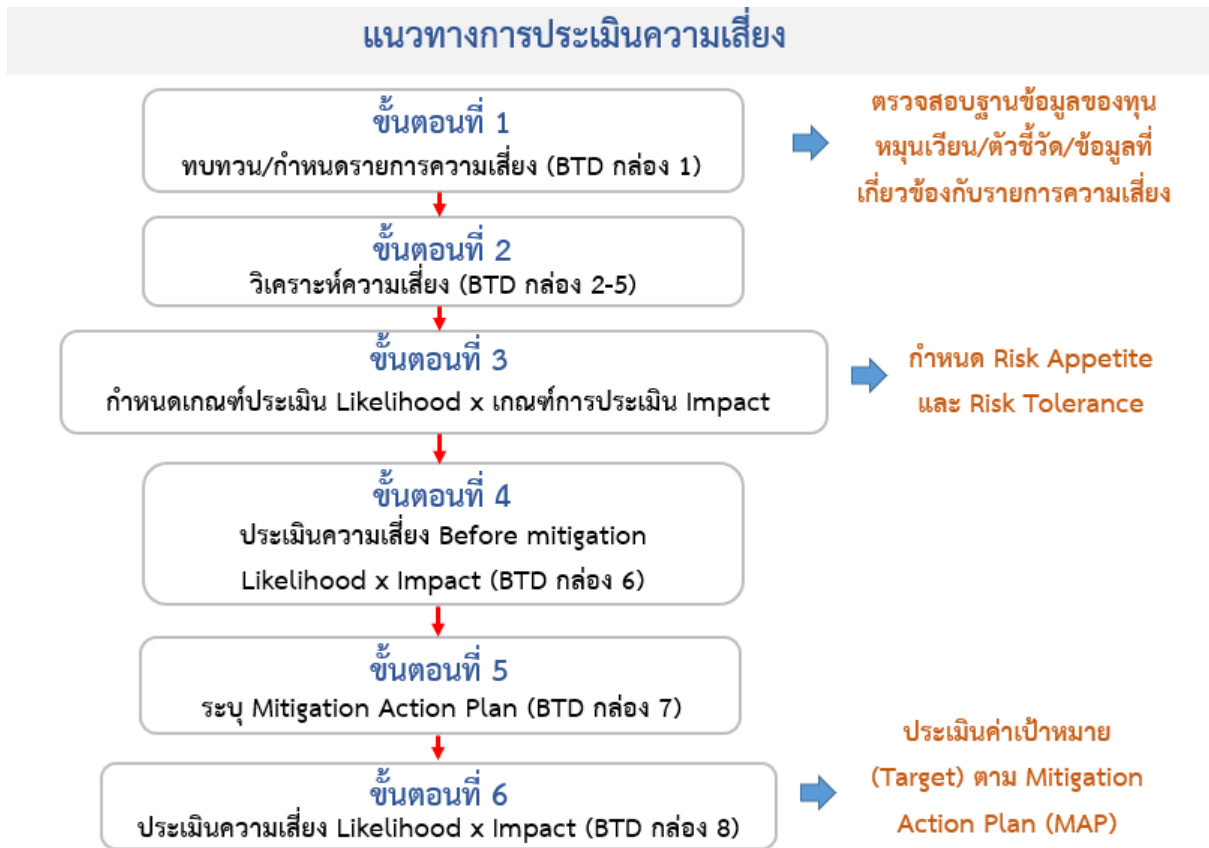 แนวทางการประเมินความเสี่ยง
ขั้นตอนที่ 1
ทบทวน/กำหนดรายการความเสี่ยง (BTD กล่อง 1)
ตรวจสอบฐานข้อมูลของทุน
หมุนเวียน/ตัวชี้วัด/ข้อมูลที่
เกี่ยวข้องกับรายการความเสี่ยง
ขั้นตอนที่ 2
วิเคราะห์ความเสี่ยง (BTD กล่อง 2-5)
ขั้นตอนที่ 3
กำหนดเกณฑ์ประเมิน Likelihood x เกณฑ์การประเมิน Impact
กำหนด Risk Appetite
และ Risk Tolerance
ขั้นตอนที่ 4
ประเมินความเสี่ยง Before mitigation
Likelihood x Impact (BTD กล่อง 6)
ขั้นตอนที่ 5
ระบุ Mitigation Action Plan (BTD กล่อง 7)
ขั้นตอนที่ 6
ประเมินความเสี่ยง Likelihood x Impact (BTD กล่อง 8)
ประเมินค่าเป้าหมาย
(Target) ตาม Mitigation
Action Plan (MAP)